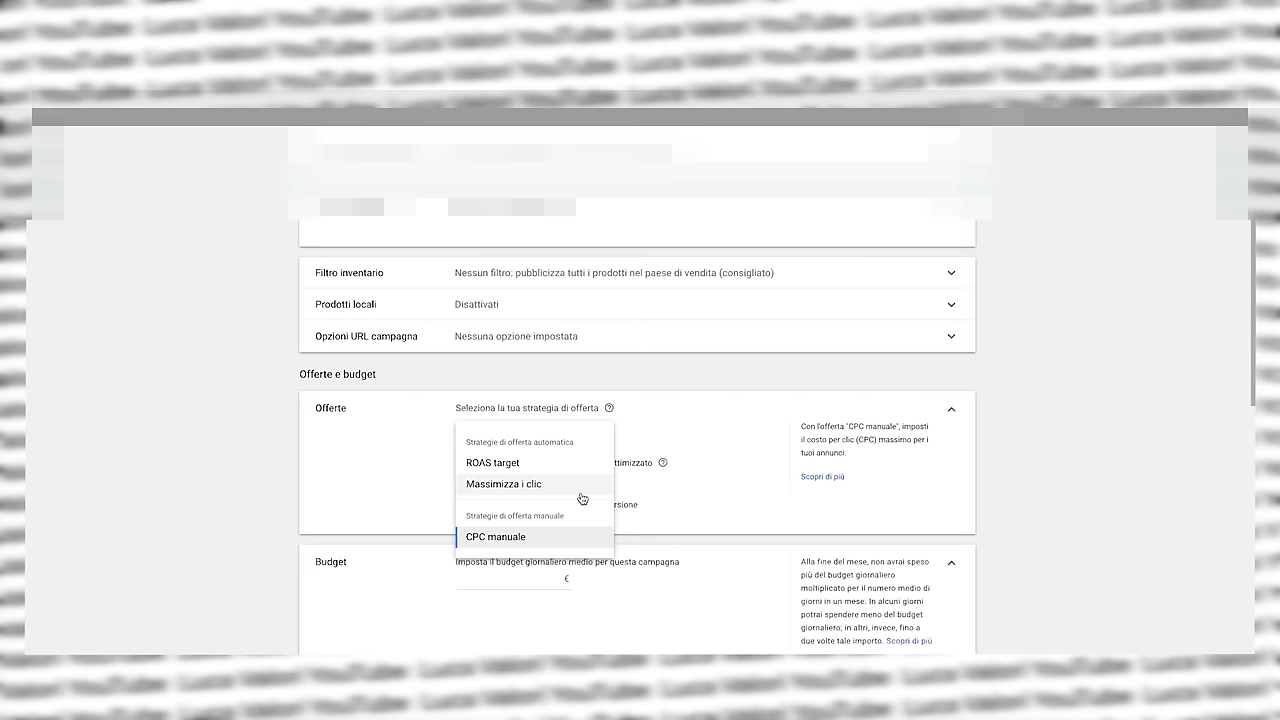 Filtro inventario
Nessun filtro: pubblicizza tutti i prodotti nel paese di vendita (consigliato)
Prodotti locali
Disattivati
Opzioni URL campagna
Nessuna opzione impostata
Offerte e budget
Offerte
Seleziona la tua strategia di offerta
Strategie di offerta automatica
ROAS target
ttimizzato
Massimizza i clic
rsione
Strategie di offerta manuale
CPC manuale
Con l'offerta "CPC manuale", imposti
il costo per clic (CPC) massimo per i
tuoi annunci.
Scopri di più
Budget
Imposta il budget giornaliero medio per questa campagna
€
Alla fine del mese, non avrai speso
più del budget giornaliero
moltiplicato per il numero medio di
giorni in un mese. In alcuni giorni
potrai spendere meno del budget
giornaliero; in altri, invece, fino a
due volte tale importo. Scopri di più